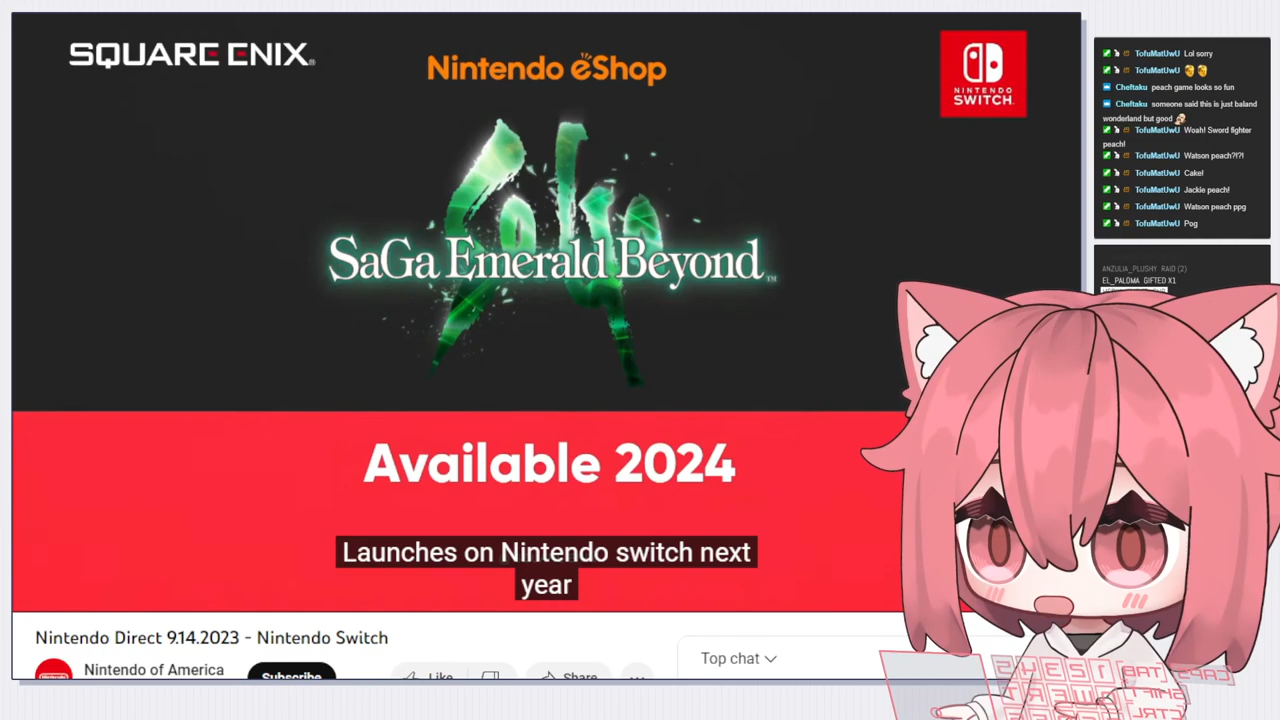 SQUARE ENIX®
Nintendo eShop
NINTENDO
SWITCH™
SaGa Emerald Beyond™
Available 2024
Launches on Nintendo switch next
year
Nintendo Direct 9.14.2023 - Nintendo Switch
Nintendo of America
Subscribe
Like
Share
Top chat
TofuMatUwU Lol sorry
TofuMatUwU
Cheftaku peach game looks so fun
Cheftaku someone said this is just baland
wonderland but good
TofuMatUwU Woah! Sword fighter
peach!
TofuMatUwU Watson peach?!?!
TofuMatUwU Cake!
TofuMatUwU Jackie peach!
TofuMatUwU Watson peach ppg
TofuMatUwU Pog
ANZULIA_PLUSHY RAID (2)
EL_PALOMA GIFTED X1